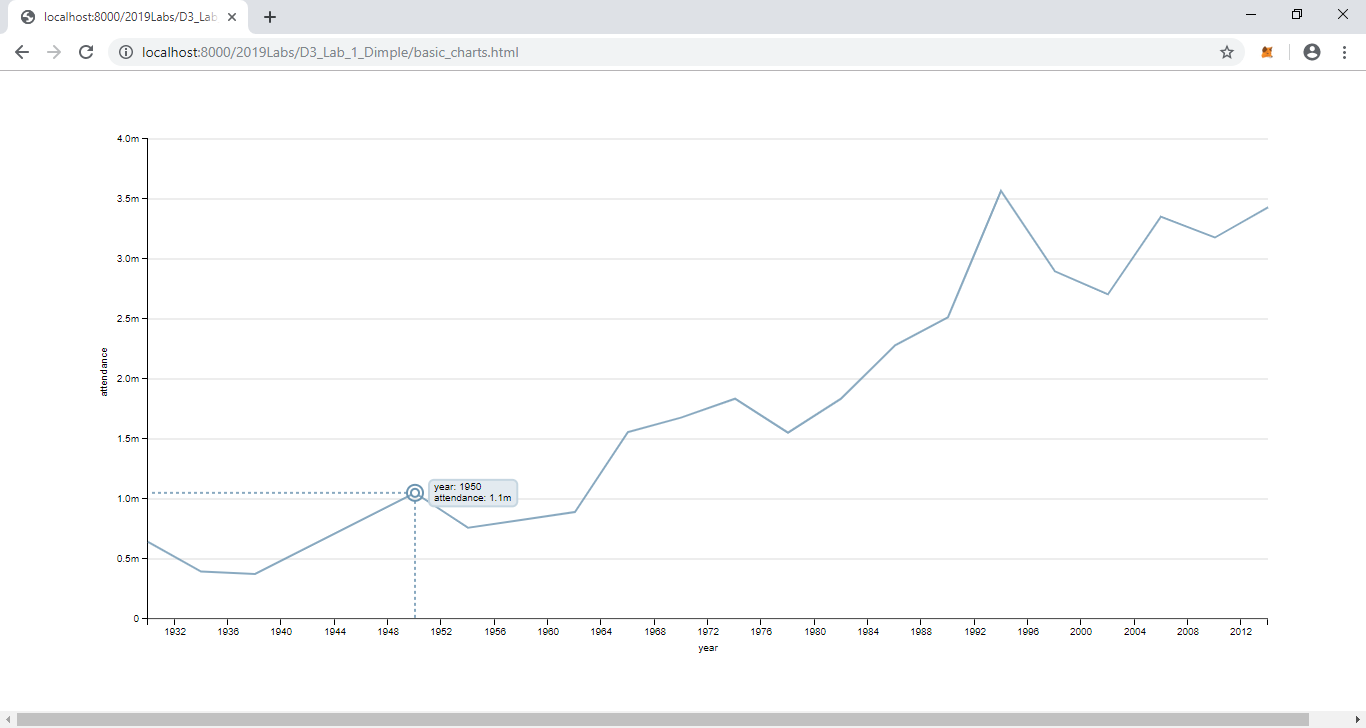 localhost:8000/2019Labs/D3_Lab
localhost:8000/2019Labs/D3_Lab_1_Dimple/basic_charts.html
4.0m
3.5m
3.0m
2.5m
2.0m
1.5m
1.0m
0.5m
0
attendance
year: 1950
attendance: 1.1m
1932 1936 1940 1944 1948 1952 1956 1960 1964 1968 1972 1976 1980 1984 1988 1992 1996 2000 2004 2008 2012
year